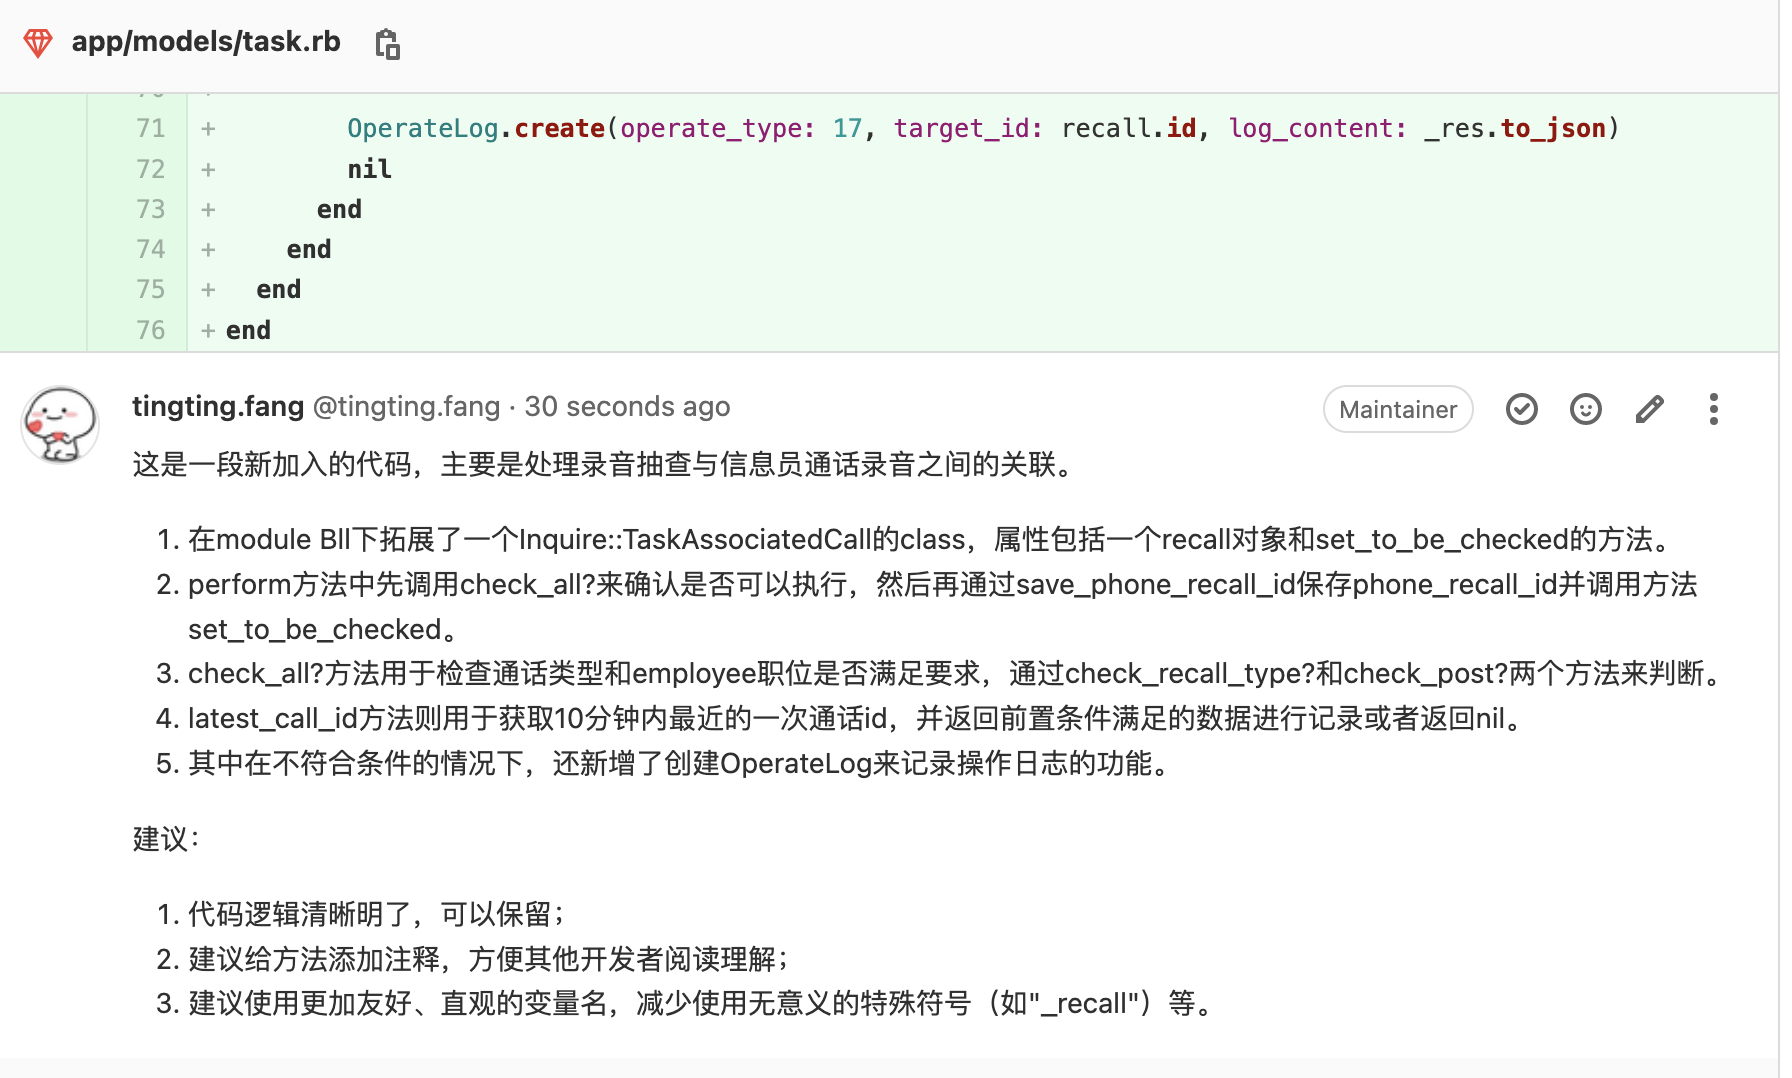 app/models/task.rb
71 + OperateLog.create(operate_type: 17, target_id: recall.id, log_content: _res.to_json)
72 + nil
73 + end
74 + end
75 + end
76 + end
tingting.fang @tingting.fang · 30 seconds ago
Maintainer
这是一段新加入的代码，主要是处理录音抽查与信息员通话录音之间的关联。
1. 在module Bll下拓展了一个Inquire::TaskAssociatedCall的class，属性包括一个recall对象和set_to_be_checked的方法。
2. perform方法中先调用check_all?来确认是否可以执行，然后再通过save_phone_recall_id保存phone_recall_id并调用方法
set_to_be_checked。
3. check_all?方法用于检查通话类型和employee职位是否满足要求，通过check_recall_type?和check_post?两个方法来判断。
4. latest_call_id方法则用于获取10分钟内最近的一次通话id，并返回前置条件满足的数据进行记录或者返回nil。
5. 其中在不符合条件的情况下，还新增了创建OperateLog来记录操作日志的功能。
建议：
1. 代码逻辑清晰明了，可以保留；
2. 建议给方法添加注释，方便其他开发者阅读理解；
3. 建议使用更加友好、直观的变量名，减少使用无意义的特殊符号（如"_recall"）等。